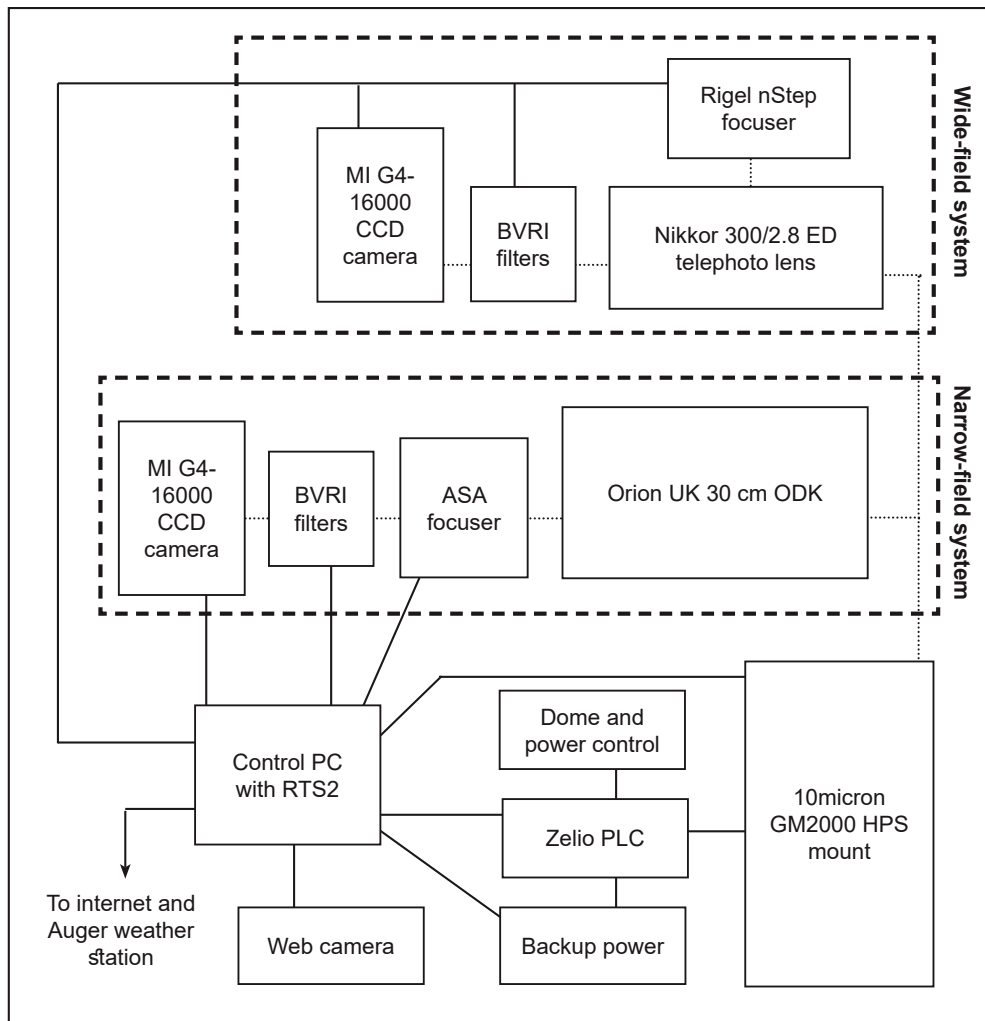 Rigel nStep
focuser
MI G4-
16000
CCD
camera
BVRI
filters
Nikkor 300/2.8 ED
telephoto lens
Wide-field system
MI G4-
16000
CCD
camera
BVRI
filters
ASA
focuser
Orion UK 30 cm ODK
Narrow-field system
Control PC
with RTS2
Dome and
power control
Zelio PLC
10micron
GM2000 HPS
mount
To internet and
Auger weather
station
Web camera
Backup power